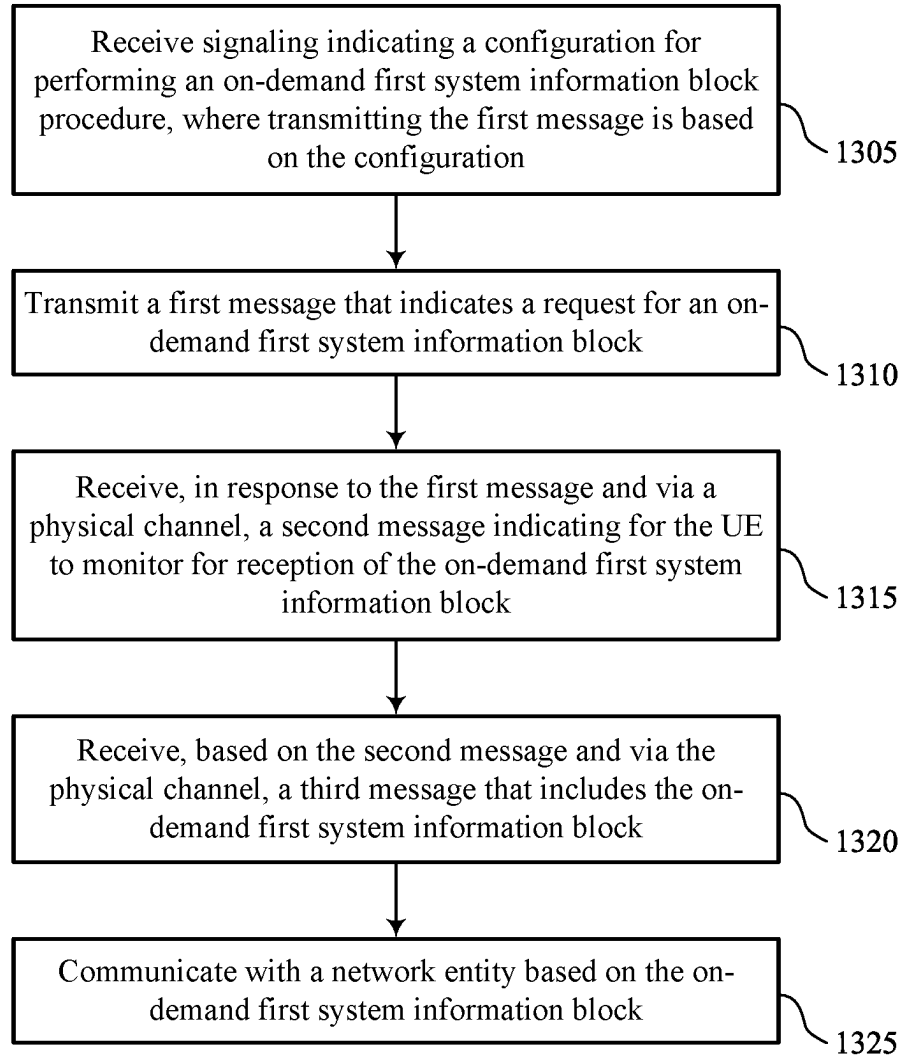 Receive signaling indicating a configuration for
performing an on-demand first system information block
procedure, where transmitting the first message is based
on the configuration
1305
Transmit a first message that indicates a request for an on-
demand first system information block
1310
Receive, in response to the first message and via a
physical channel, a second message indicating for the UE
to monitor for reception of the on-demand first system
information block
1315
Receive, based on the second message and via the
physical channel, a third message that includes the on-
demand first system information block
1320
Communicate with a network entity based on the on-
demand first system information block
1325